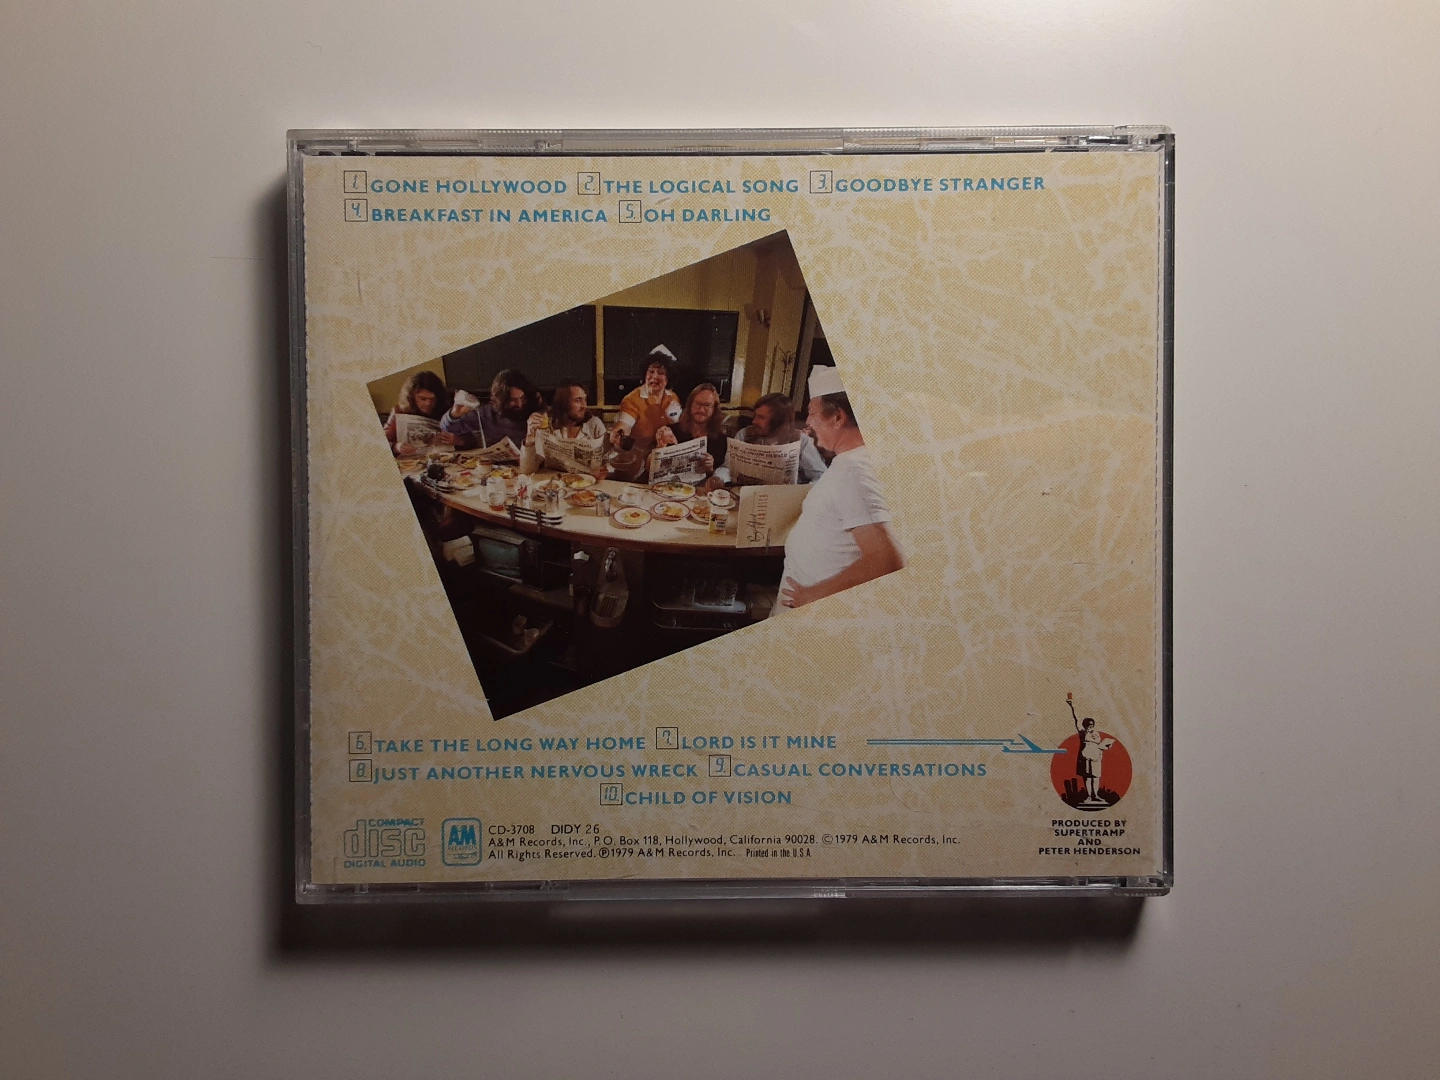 1. GONE HOLLYWOOD 2. THE LOGICAL SONG 3. GOODBYE STRANGER
4. BREAKFAST IN AMERICA 5. OH DARLING
6. TAKE THE LONG WAY HOME 7. LORD IS IT MINE
8. JUST ANOTHER NERVOUS WRECK 9. CASUAL CONVERSATIONS
10. CHILD OF VISION
COMPACT
disc
DIGITAL AUDIO
A&M
CD-3708 DIDY 26
A&M Records, Inc., P.O. Box 118, Hollywood, California 90028. ©1979 A&M Records, Inc.
All Rights Reserved. ℗1979 A&M Records, Inc. Printed in the U.S.A.
PRODUCED BY
SUPERTRAMP
AND
PETER HENDERSON